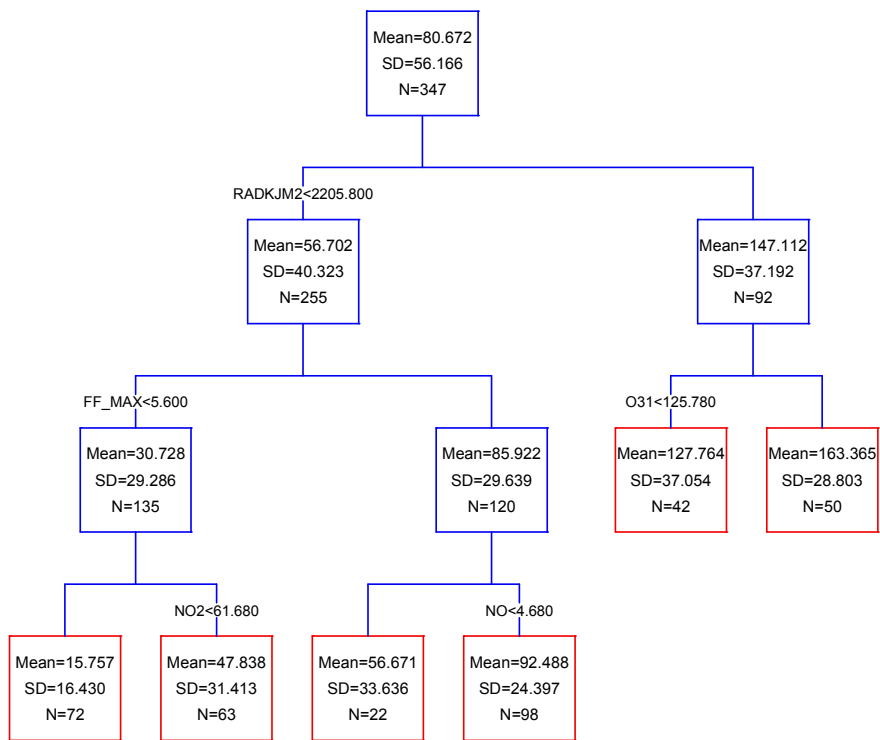 Mean=80.672
SD=56.166
N=347
RADKJM2<2205.800
Mean=56.702
SD=40.323
N=255
Mean=147.112
SD=37.192
N=92
FF_MAX<5.600
Mean=30.728
SD=29.286
N=135
Mean=85.922
SD=29.639
N=120
O31<125.780
Mean=127.764
SD=37.054
N=42
Mean=163.365
SD=28.803
N=50
Mean=15.757
SD=16.430
N=72
NO2<61.680
Mean=47.838
SD=31.413
N=63
Mean=56.671
SD=33.636
N=22
NO<4.680
Mean=92.488
SD=24.397
N=98